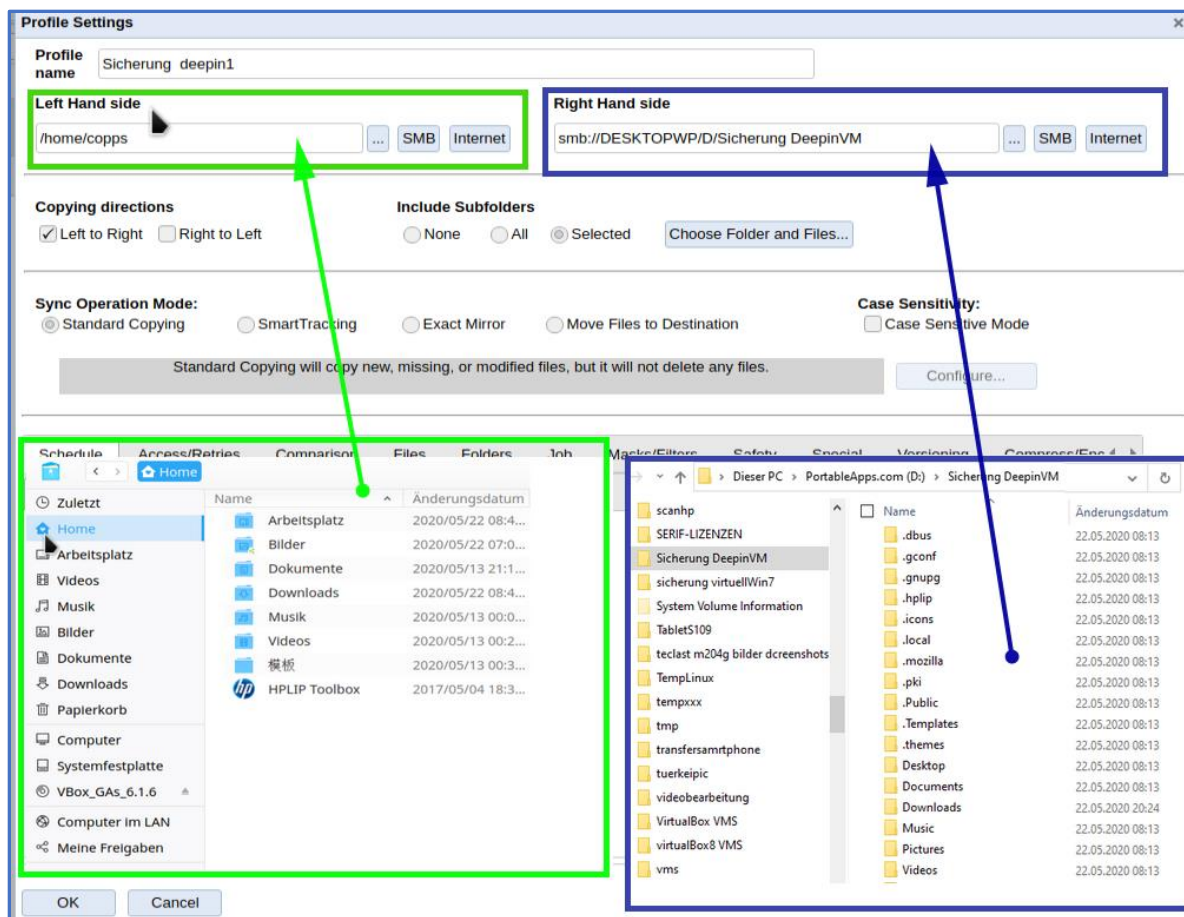 Profile Settings
Profile name
Sicherung deepin1
Left Hand side
/home/copps
...
SMB
Internet
Right Hand side
smb://DESKTOPWP/D/Sicherung DeepinVM
...
SMB
Internet
Copying directions
Left to Right
Right to Left
Include Subfolders
None
All
Selected
Choose Folder and Files...
Sync Operation Mode:
Standard Copying
SmartTracking
Exact Mirror
Move Files to Destination
Case Sensitivity:
Case Sensitive Mode
Standard Copying will copy new, missing, or modified files, but it will not delete any files.
Configure...
Schedule
Access/Retries
Comparison
Files
Folders
Job
Masks/Filters
Safety
Special
Versioning
Compress/Enc
Home
Zuletzt
Home
Arbeitsplatz
Videos
Musik
Bilder
Dokumente
Downloads
Papierkorb
Computer
Systemfestplatte
VBox_GAs_6.1.6
Computer im LAN
Meine Freigaben
Name Änderungsdatum
Arbeitsplatz 2020/05/22 08:4...
Bilder 2020/05/22 07:0...
Dokumente 2020/05/13 21:1...
Downloads 2020/05/22 08:4...
Musik 2020/05/13 00:0...
Videos 2020/05/13 00:2...
模板 2020/05/13 00:3...
HPLIP Toolbox 2017/05/04 18:3...
Dieser PC > PortableApps.com (D:) > Sicherung DeepinVM
scanhp
SERIF-LIZENZEN
Sicherung DeepinVM
sicherung virtuellWin7
System Volume Information
TabletS109
teclast m204g bilder dcreenshots
TempLinux
tempxxx
tmp
transfersamrtphone
tuerkeipic
videobearbeitung
VirtualBox VMS
virtualBox8 VMS
vms
Name Änderungsdatum
.dbus 22.05.2020 08:13
.gconf 22.05.2020 08:13
.gnupg 22.05.2020 08:13
.hplip 22.05.2020 08:13
.icons 22.05.2020 08:13
.local 22.05.2020 08:13
.mozilla 22.05.2020 08:13
.pki 22.05.2020 08:13
.Public 22.05.2020 08:13
.Templates 22.05.2020 08:13
.themes 22.05.2020 08:13
Desktop 22.05.2020 08:13
Documents 22.05.2020 08:13
Downloads 22.05.2020 20:24
Music 22.05.2020 08:13
Pictures 22.05.2020 08:13
Videos 22.05.2020 08:13
OK
Cancel